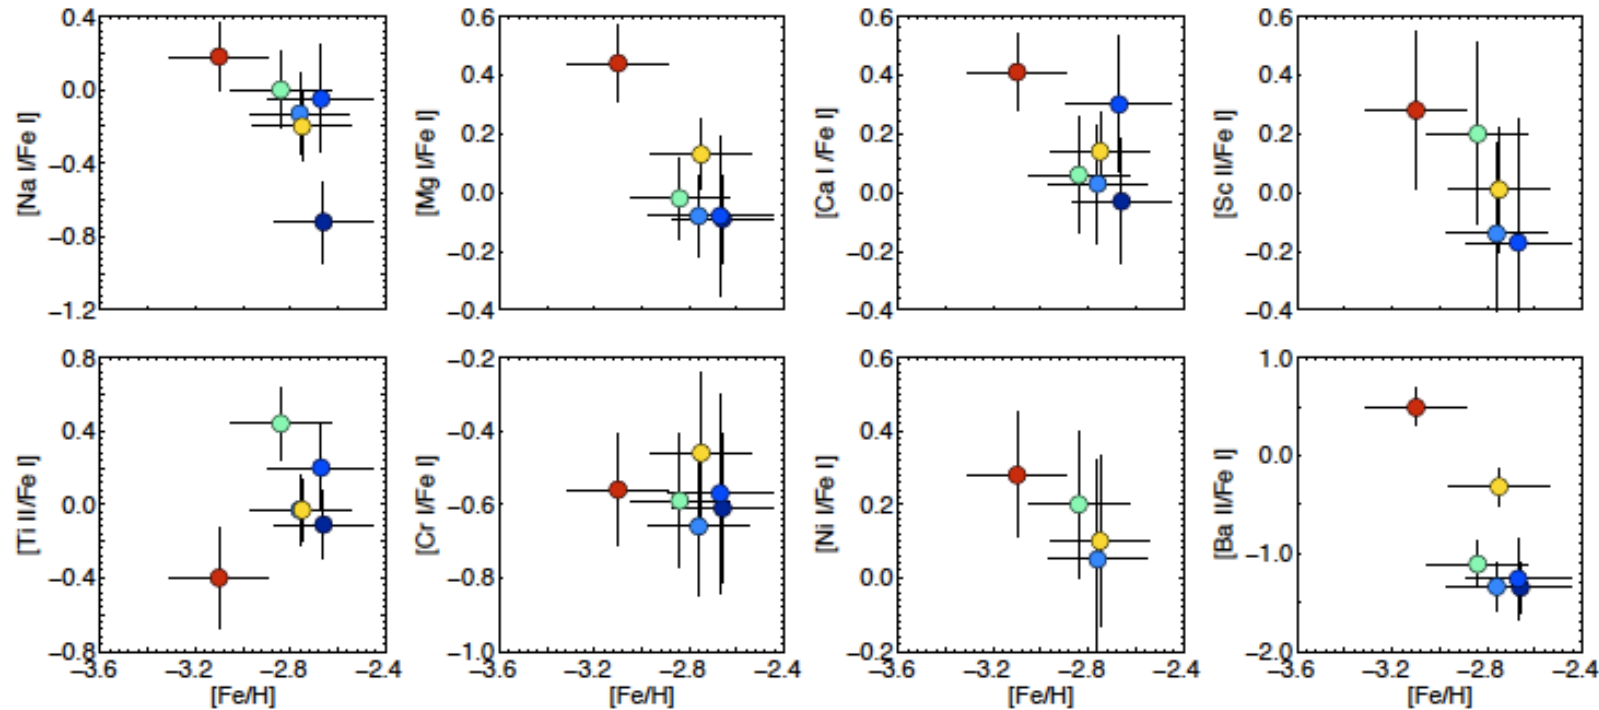 0.4
0.0
−0.4
−0.8
−1.2
[Na I/Fe I]
0.6
0.4
0.2
0.0
−0.2
−0.4
[Mg I/Fe I]
0.6
0.4
0.2
0.0
−0.2
−0.4
[Ca I /Fe I]
0.6
0.4
0.2
0.0
−0.2
−0.4
[Sc II/Fe I]
0.8
0.4
0.0
−0.4
−0.8
[Ti II/Fe I]
−3.6 −3.2 −2.8 −2.4
[Fe/H]
−0.2
−0.4
−0.6
−0.8
−1.0
[Cr I/Fe I]
−3.6 −3.2 −2.8 −2.4
[Fe/H]
0.6
0.4
0.2
0.0
−0.2
[Ni I/Fe I]
−3.6 −3.2 −2.8 −2.4
[Fe/H]
1.0
0.0
−1.0
−2.0
[Ba II/Fe I]
−3.6 −3.2 −2.8 −2.4
[Fe/H]